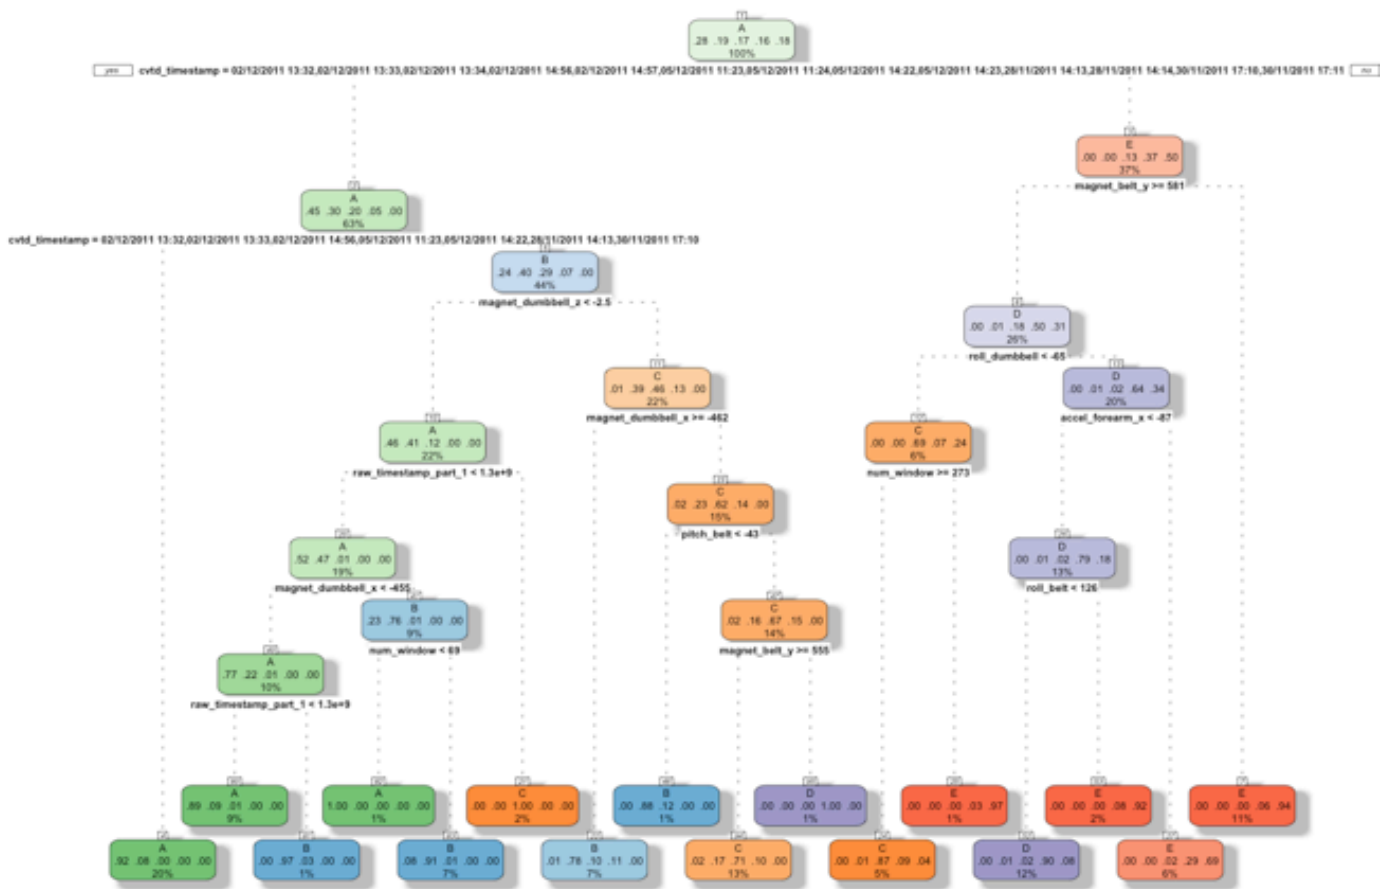 A
.28 .19 .17 .16 .18
100%
yes
cvtd_timestamp = 02/12/2011 13:32,02/12/2011 13:33,02/12/2011 13:34,02/12/2011 14:56,02/12/2011 14:57,05/12/2011 11:23,05/12/2011 11:24,05/12/2011 14:22,05/12/2011 14:23,28/11/2011 14:13,28/11/2011 14:14,30/11/2011 17:10,30/11/2011 17:11
no
E
.00 .00 .13 .37 .50
37%
magnet_belt_y >= 581
A
.45 .30 .20 .05 .00
63%
cvtd_timestamp = 02/12/2011 13:32,02/12/2011 13:33,02/12/2011 14:56,05/12/2011 11:23,05/12/2011 14:22,28/11/2011 14:13,30/11/2011 17:10
B
.24 .40 .29 .07 .00
44%
magnet_dumbbell_z < -2.5
D
.00 .01 .18 .50 .31
26%
roll_dumbbell < -65
C
.01 .39 .46 .13 .00
22%
magnet_dumbbell_x >= -462
D
.00 .01 .02 .64 .34
20%
accel_forearm_x < -87
A
.46 .41 .12 .00 .00
22%
raw_timestamp_part_1 < 1.3e+9
C
.00 .00 .69 .07 .24
6%
num_window >= 273
C
.02 .23 .62 .14 .00
15%
pitch_belt < -43
A
.52 .47 .01 .00 .00
19%
magnet_dumbbell_x < -455
D
.00 .01 .02 .79 .18
13%
roll_belt < 126
B
.23 .76 .01 .00 .00
9%
num_window < 69
C
.02 .16 .67 .15 .00
14%
magnet_belt_y >= 555
A
.77 .22 .01 .00 .00
10%
raw_timestamp_part_1 < 1.3e+9
A
.89 .09 .01 .00 .00
9%
A
1.00 .00 .00 .00 .00
1%
C
.00 .00 1.00 .00 .00
2%
B
.00 .88 .12 .00 .00
1%
D
.00 .00 .00 1.00 .00
1%
E
.00 .00 .00 .03 .97
1%
E
.00 .00 .00 .08 .92
2%
E
.00 .00 .00 .06 .94
11%
A
.92 .08 .00 .00 .00
20%
B
.00 .97 .03 .00 .00
1%
B
.08 .91 .01 .00 .00
7%
B
.01 .78 .10 .11 .00
7%
C
.02 .17 .71 .10 .00
13%
C
.00 .01 .87 .09 .04
5%
D
.00 .01 .02 .90 .08
12%
E
.00 .00 .02 .29 .69
6%